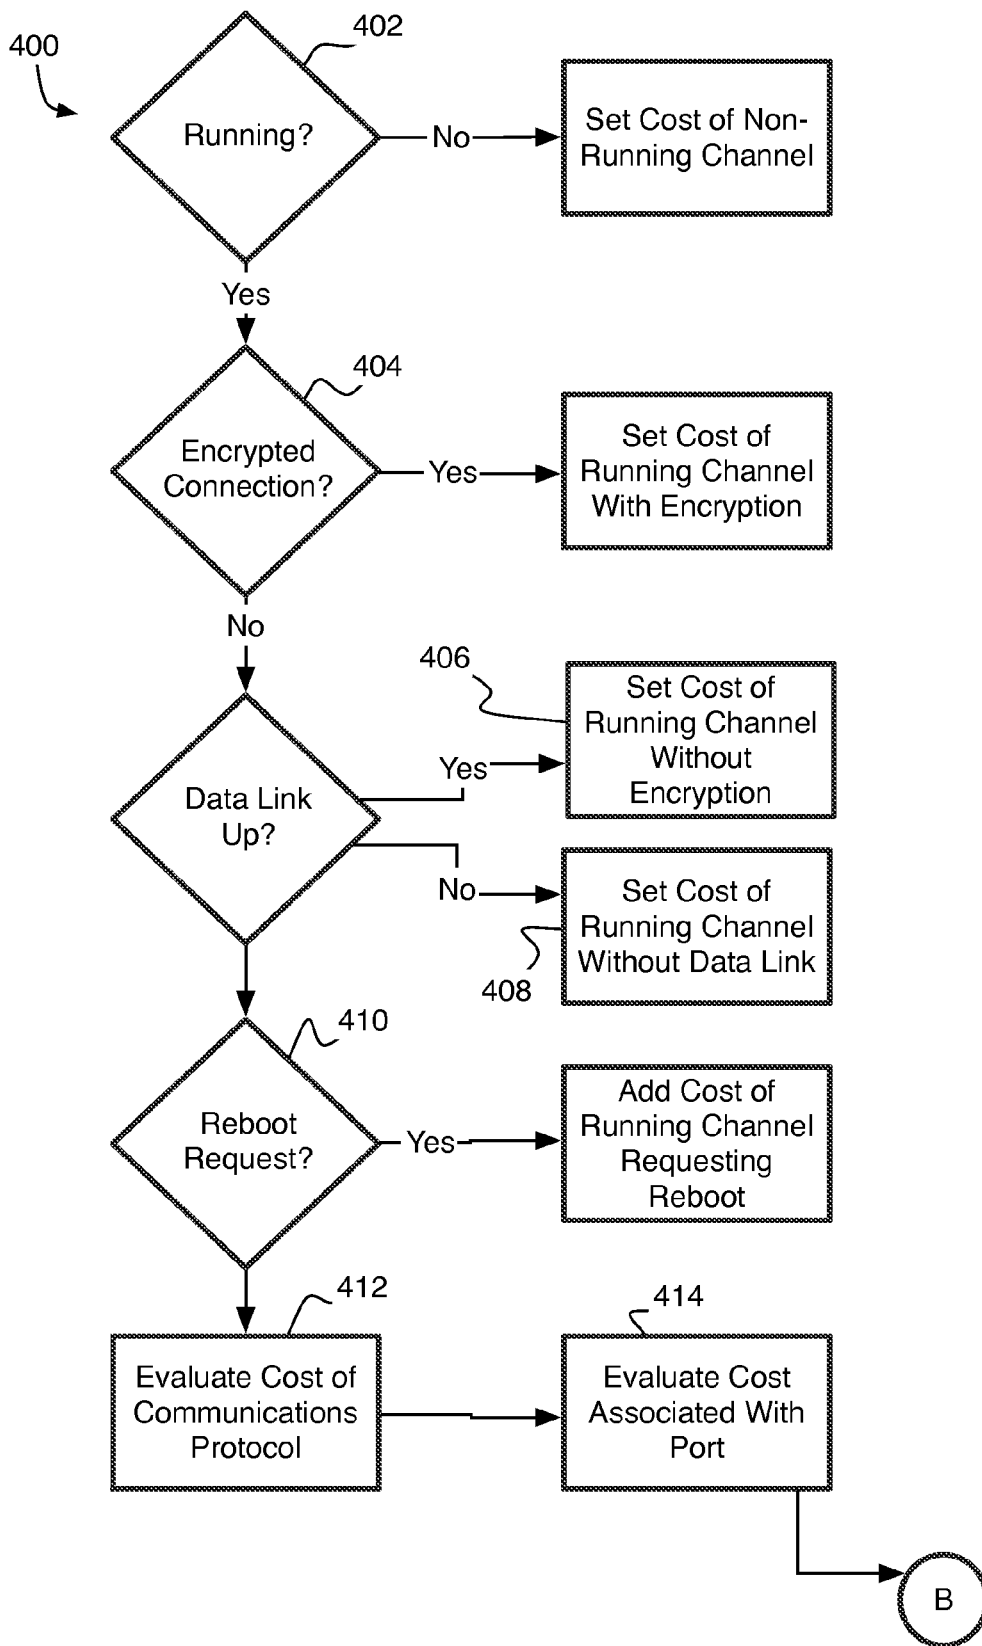 400
402
Running?
No
Set Cost of Non-
Running Channel
Yes
404
Encrypted
Connection?
Yes
Set Cost of
Running Channel
With Encryption
No
406
Set Cost of
Running Channel
Without
Encryption
Data Link
Up?
Yes
No
Set Cost of
Running Channel
Without Data Link
408
410
Reboot
Request?
Yes
Add Cost of
Running Channel
Requesting
Reboot
412
Evaluate Cost of
Communications
Protocol
414
Evaluate Cost
Associated With
Port
B